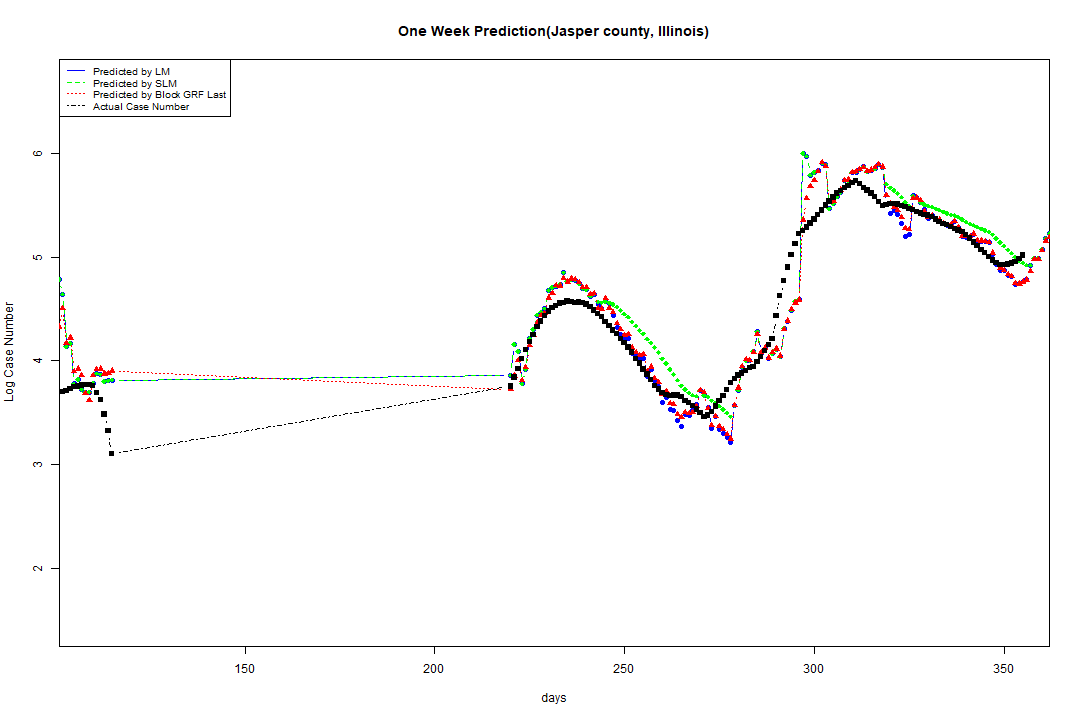 One Week Prediction(Jasper county, Illinois)
Predicted by LM
Predicted by SLM
Predicted by Block GRF Last
Actual Case Number
Log Case Number
6
5
4
3
2
150
200
250
300
350
days